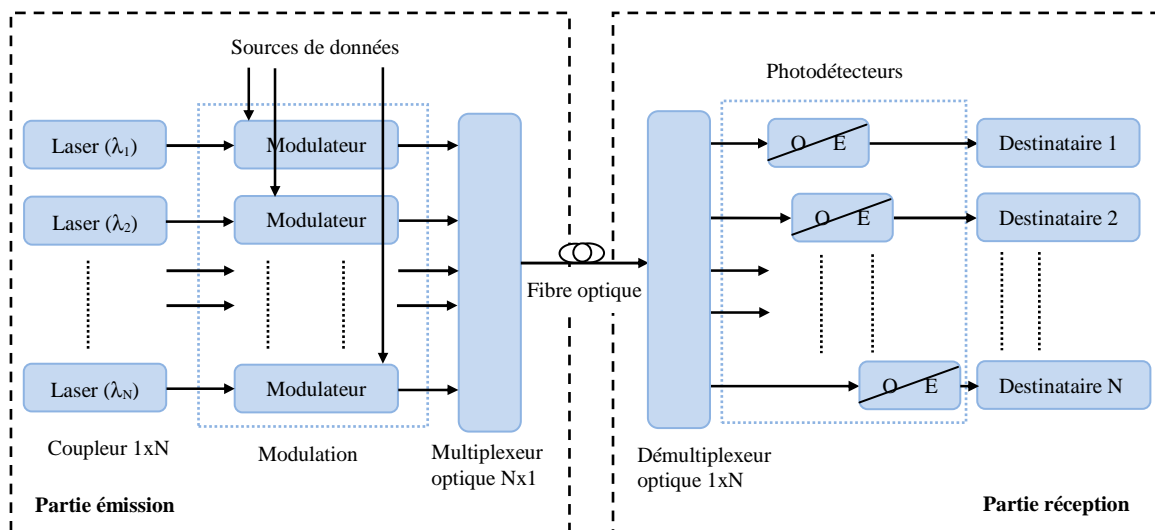 Sources de données
Photodétecteurs
Laser (λ1)
Modulateur
O E
Destinataire 1
Laser (λ2)
Modulateur
O E
Destinataire 2
Fibre optique
Laser (λN)
Modulateur
O E
Destinataire N
Coupleur 1xN
Modulation
Multiplexeur
optique Nx1
Démultiplexeur
optique 1xN
Partie émission
Partie réception